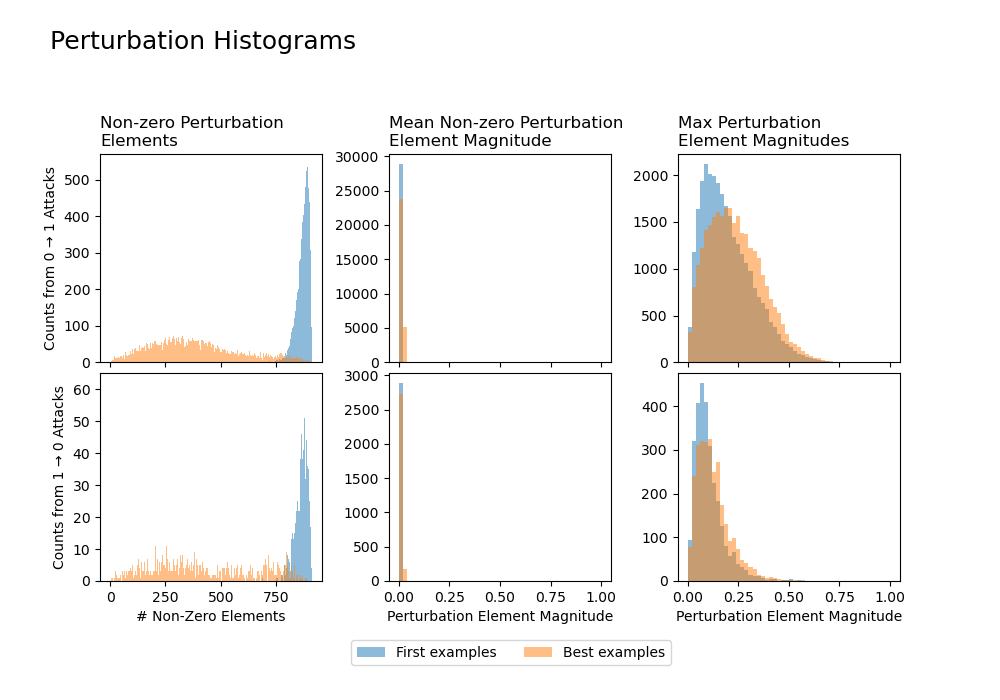 Perturbation Histograms
Non-zero Perturbation
Elements
Mean Non-zero Perturbation
Element Magnitude
Max Perturbation
Element Magnitudes
Counts from 0 → 1 Attacks
500
400
300
200
100
0
30000
25000
20000
15000
10000
5000
0
2000
1500
1000
500
0
Counts from 1 → 0 Attacks
60
50
40
30
20
10
0
3000
2500
2000
1500
1000
500
0
400
300
200
100
0
0 250 500 750
0.00 0.25 0.50 0.75 1.00
0.00 0.25 0.50 0.75 1.00
# Non-Zero Elements
Perturbation Element Magnitude
Perturbation Element Magnitude
First examples
Best examples